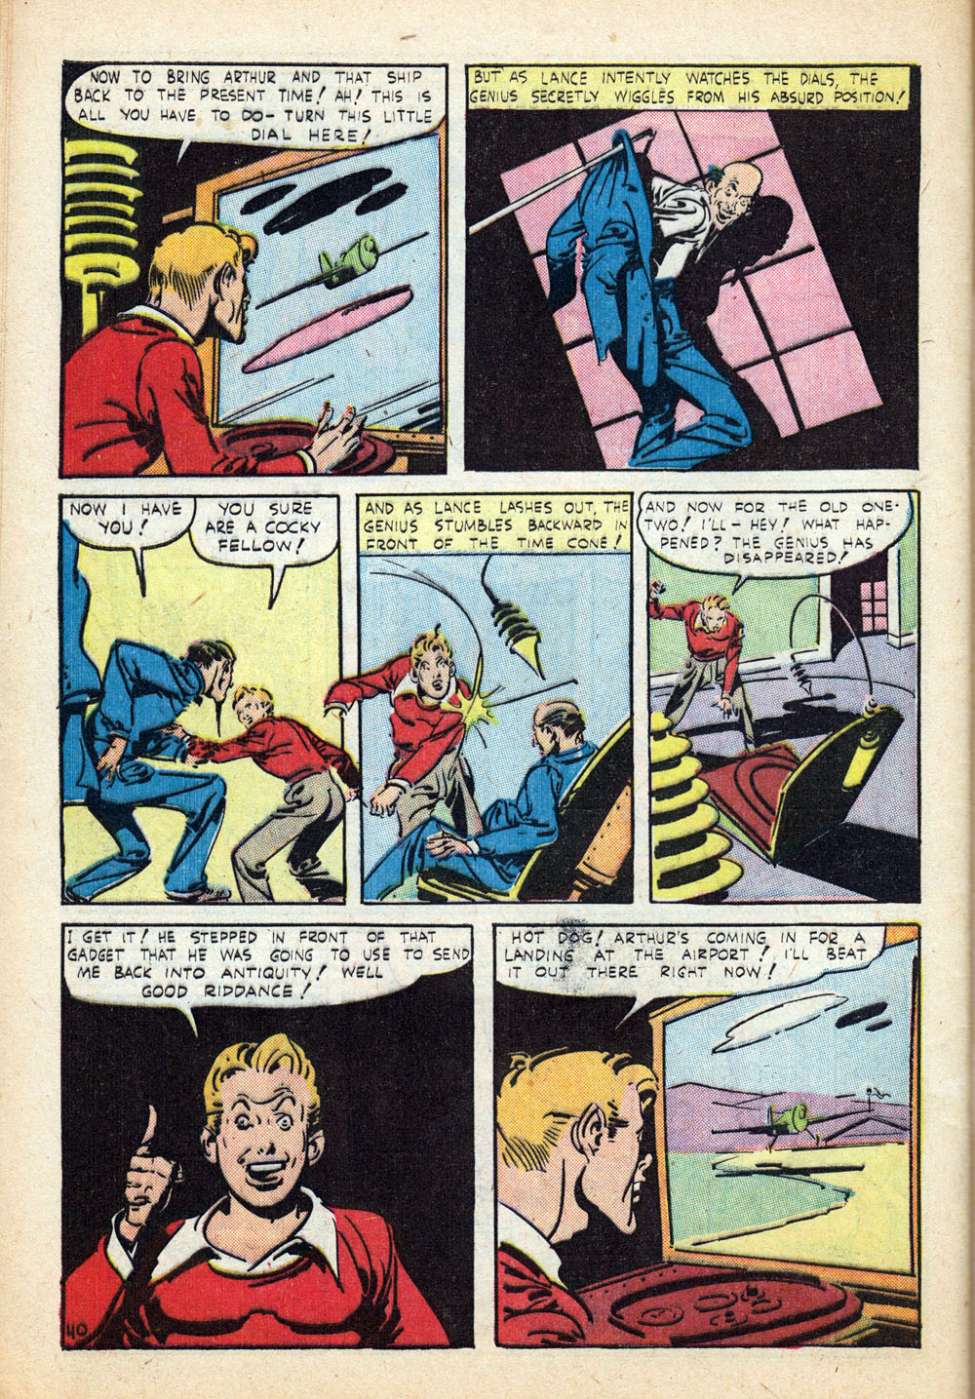 NOW TO BRING ARTHUR AND THAT SHIP
BACK TO THE PRESENT TIME! AH! THIS IS
ALL YOU HAVE TO DO- TURN THIS LITTLE
DIAL HERE!
BUT AS LANCE INTENTLY WATCHES THE DIALS, THE
GENIUS SECRETLY WIGGLES FROM HIS ABSURD POSITION!
NOW I HAVE
YOU!
YOU SURE
ARE A COCKY
FELLOW!
AND AS LANCE LASHES OUT, THE
GENIUS STUMBLES BACKWARD IN
FRONT OF THE TIME CONE!
AND NOW FOR THE OLD ONE-
TWO! I'LL - HEY! WHAT HAP-
PENED? THE GENIUS HAS
DISAPPEARED!
I GET IT! HE STEPPED IN FRONT OF THAT
GADGET THAT HE WAS GOING TO USE TO SEND
ME BACK INTO ANTIQUITY! WELL
GOOD RIDDANCE!
HOT DOG! ARTHUR'S COMING IN FOR A
LANDING AT THE AIRPORT! I'LL BEAT
IT OUT THERE RIGHT NOW!
40